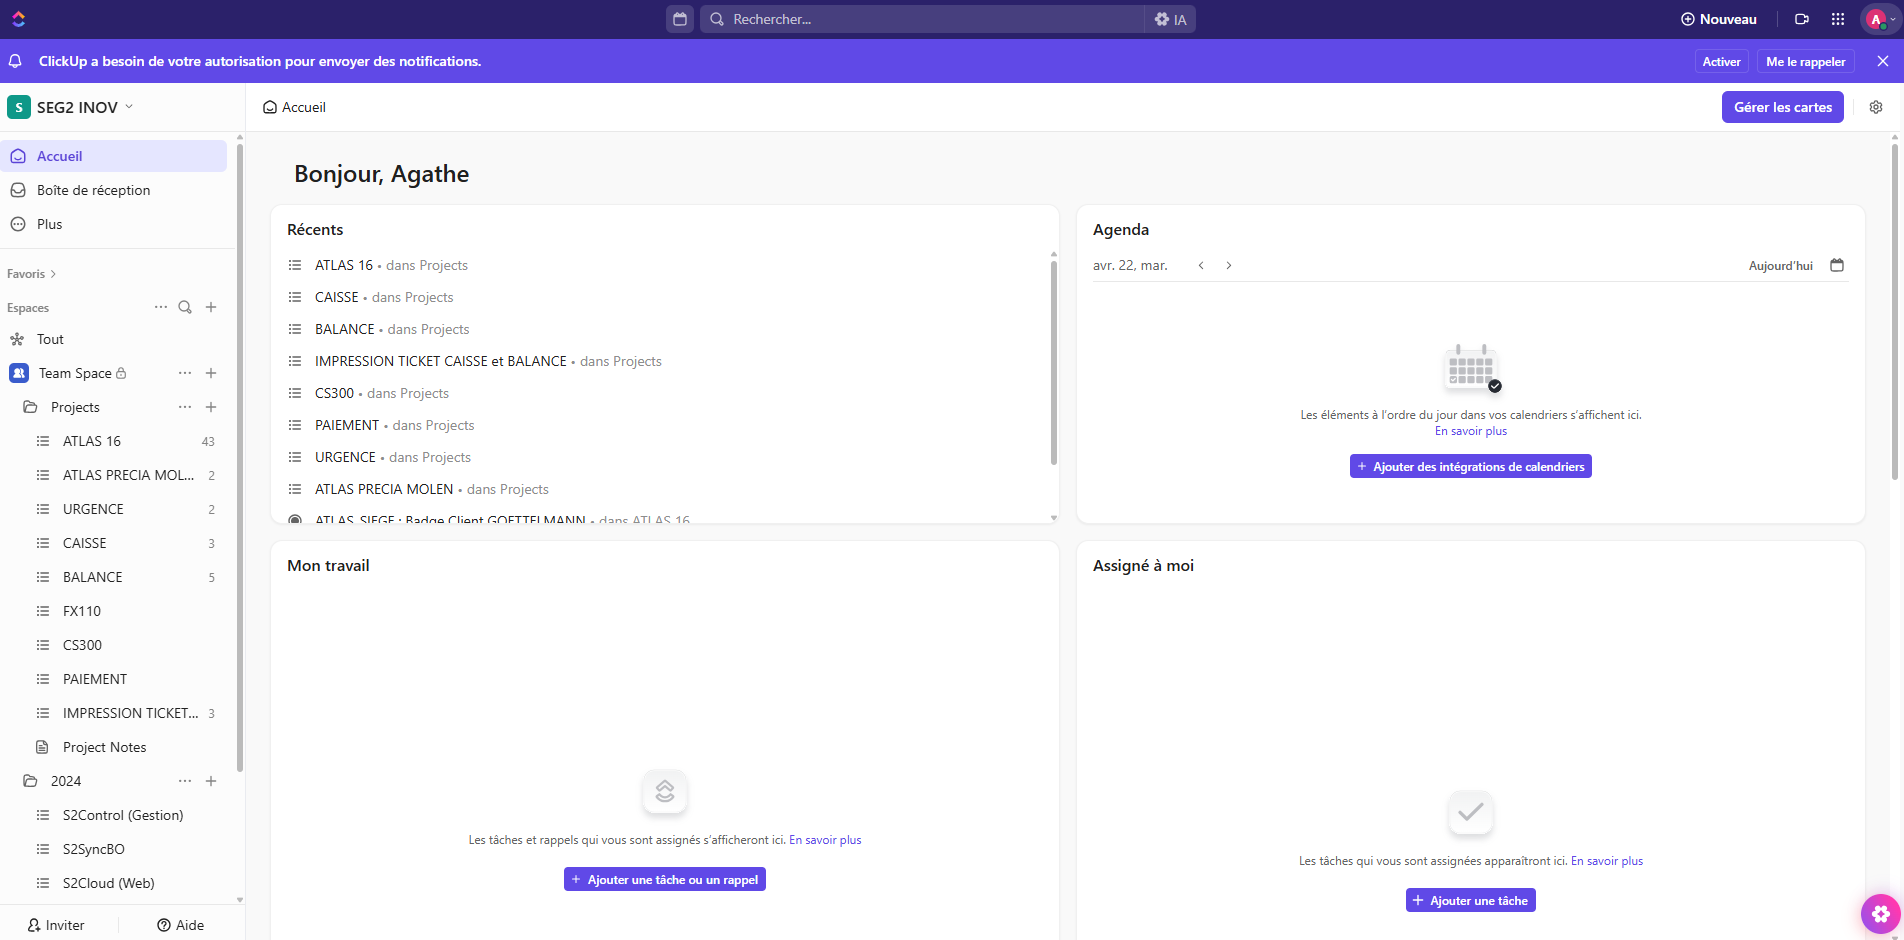 Rechercher...
IA
Nouveau
A
ClickUp a besoin de votre autorisation pour envoyer des notifications.
Activer
Me le rappeler
S SEG2 INOV
Accueil
Gérer les cartes
Accueil
Boîte de réception
Plus
Favoris
Espaces
Tout
Team Space
Projects
ATLAS 16 43
ATLAS PRECIA MOL... 2
URGENCE 2
CAISSE 3
BALANCE 5
FX110
CS300
PAIEMENT
IMPRESSION TICKET... 3
Project Notes
2024
S2Control (Gestion)
S2SyncBO
S2Cloud (Web)
Inviter
Aide
Bonjour, Agathe
Récents
ATLAS 16 • dans Projects
CAISSE • dans Projects
BALANCE • dans Projects
IMPRESSION TICKET CAISSE et BALANCE • dans Projects
CS300 • dans Projects
PAIEMENT • dans Projects
URGENCE • dans Projects
ATLAS PRECIA MOLEN • dans Projects
ATLAS_SIEGE : Badge Client GOETTELMANN • dans ATLAS 16
Agenda
avr. 22, mar.
Aujourd'hui
Les éléments à l'ordre du jour dans vos calendriers s'affichent ici.
En savoir plus
+ Ajouter des intégrations de calendriers
Mon travail
Les tâches et rappels qui vous sont assignés s'afficheront ici. En savoir plus
+ Ajouter une tâche ou un rappel
Assigné à moi
Les tâches qui vous sont assignées apparaîtront ici. En savoir plus
+ Ajouter une tâche